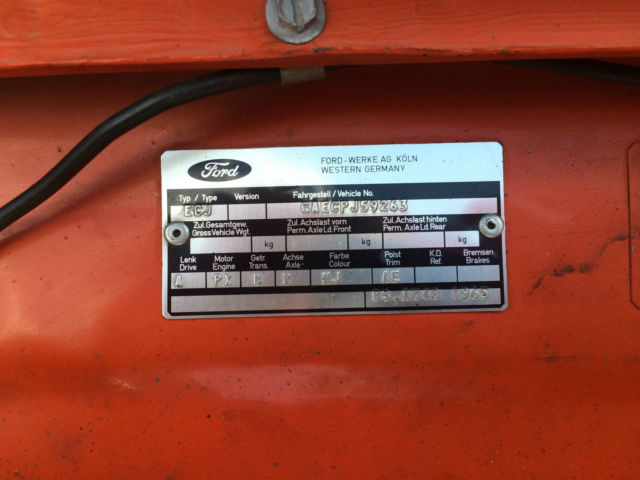 Ford
FORD-WERKE AG KÖLN
WESTERN GERMANY
Typ / Type Version Fahrgestell / Vehicle No.
ECJ GAECPJ59263
Zul.Gesamtgew. Zul.Achslast vorn Zul.Achslast hinten
Gross Vehicle Wgt. Perm.Axle Ld.Front Perm.Axle Ld.Rear
kg kg kg
Lenk Motor Getr. Achse Farbe Polst K.D. Bremsen
Drive Engine Trans. Axle Colour Trim Ref. Brakes
A PX B AE